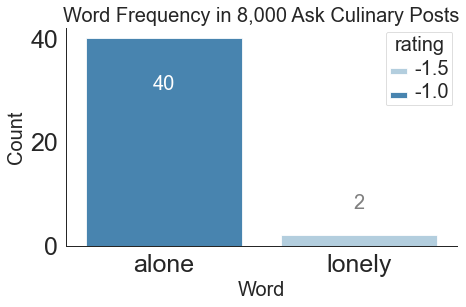 Word Frequency in 8,000 Ask Culinary Posts
40
20
0
Count
40
2
rating
-1.5
-1.0
alone
lonely
Word